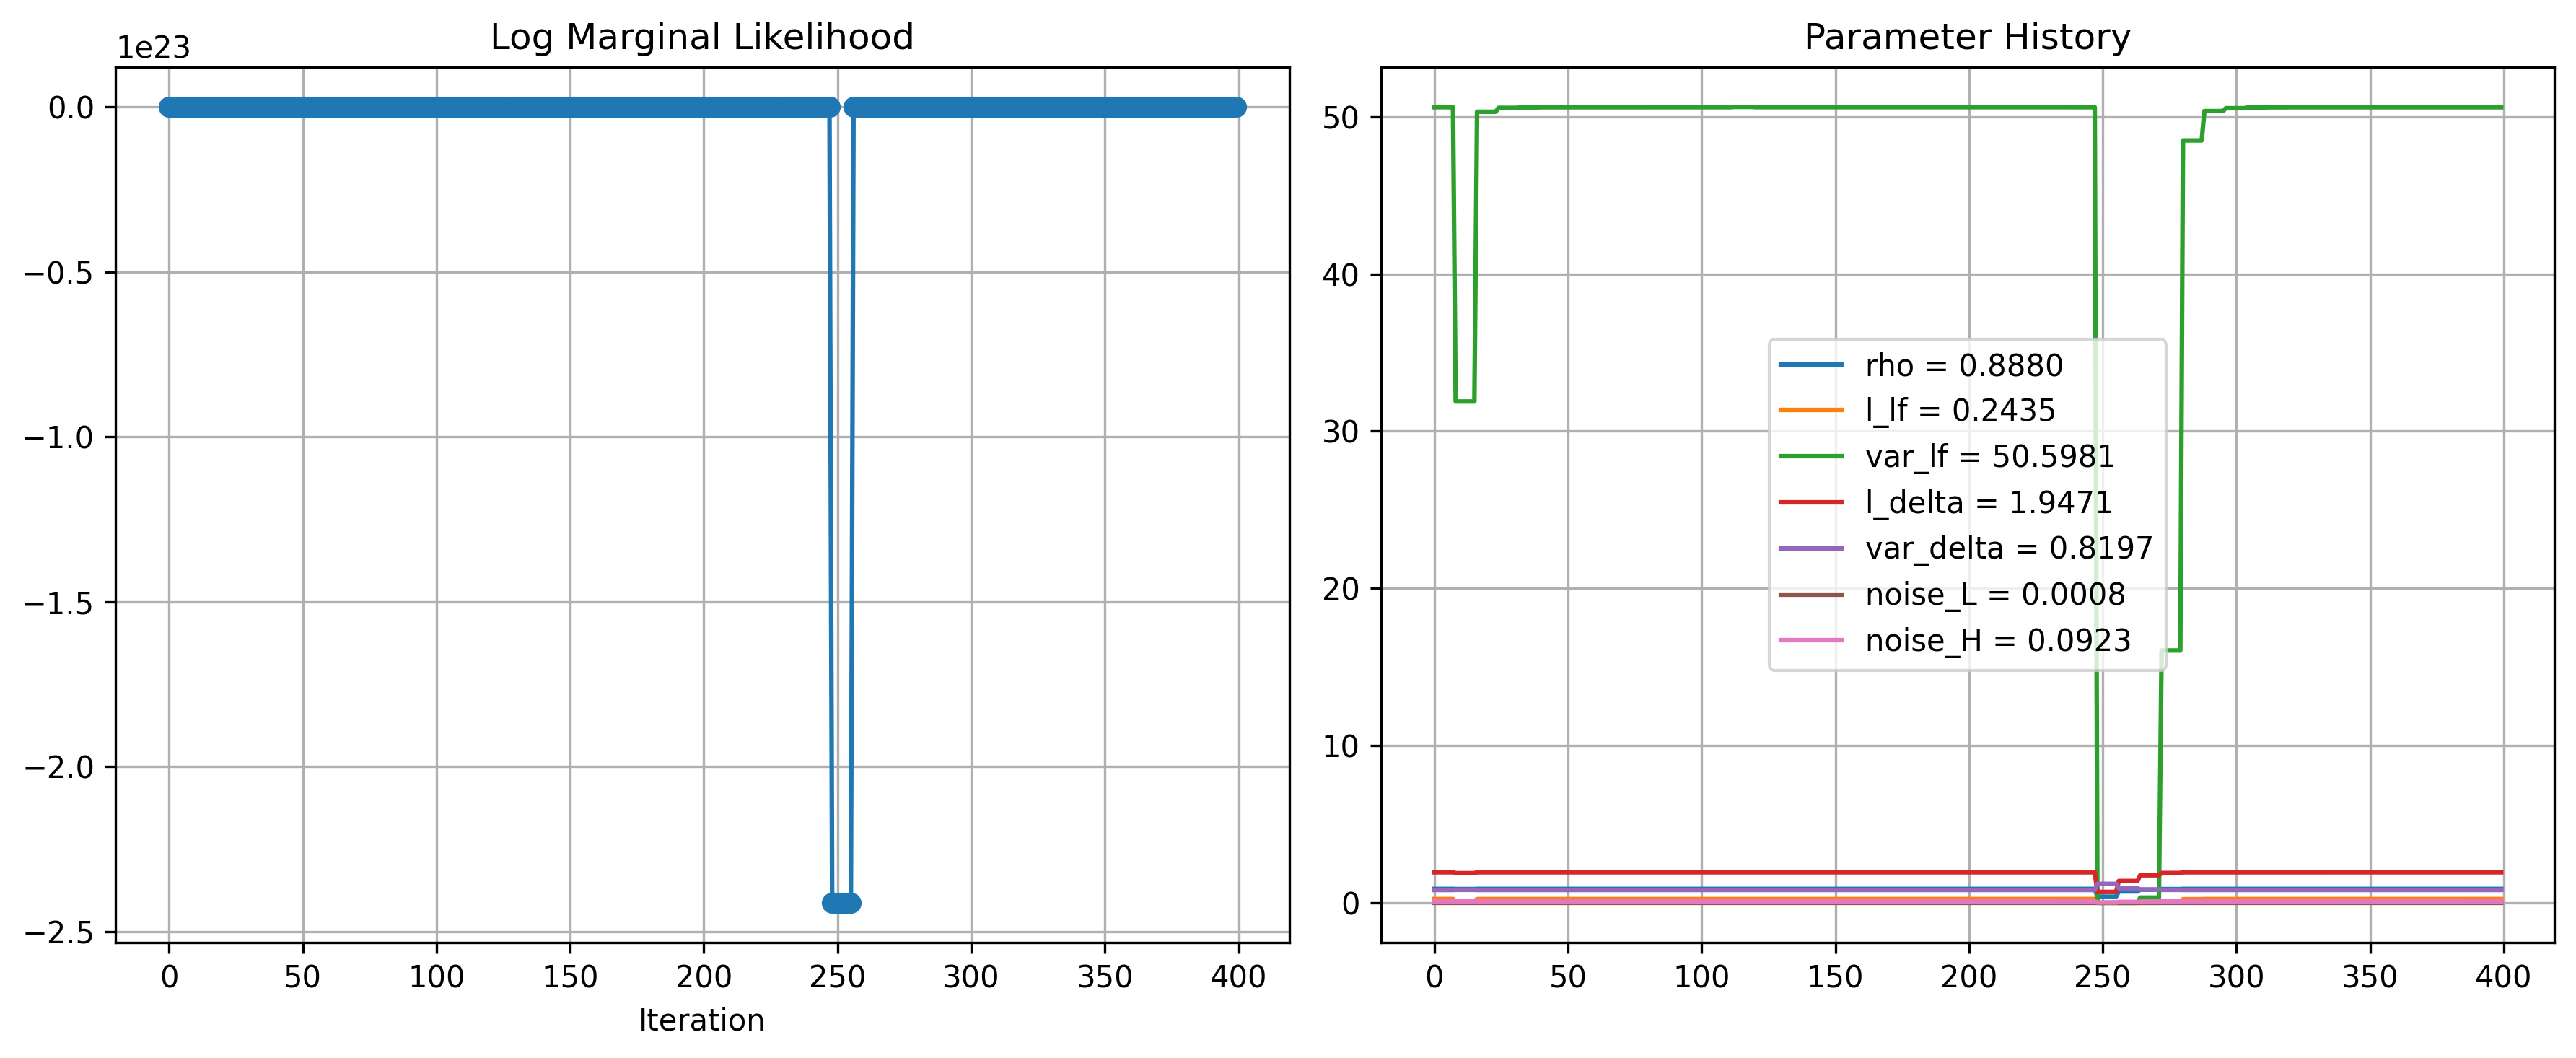 Log Marginal Likelihood
1e23
0.0
−0.5
−1.0
−1.5
−2.0
−2.5
0 50 100 150 200 250 300 350 400
Iteration
Parameter History
50
40
30
20
10
0
rho = 0.8880
l_lf = 0.2435
var_lf = 50.5981
l_delta = 1.9471
var_delta = 0.8197
noise_L = 0.0008
noise_H = 0.0923
0 50 100 150 200 250 300 350 400